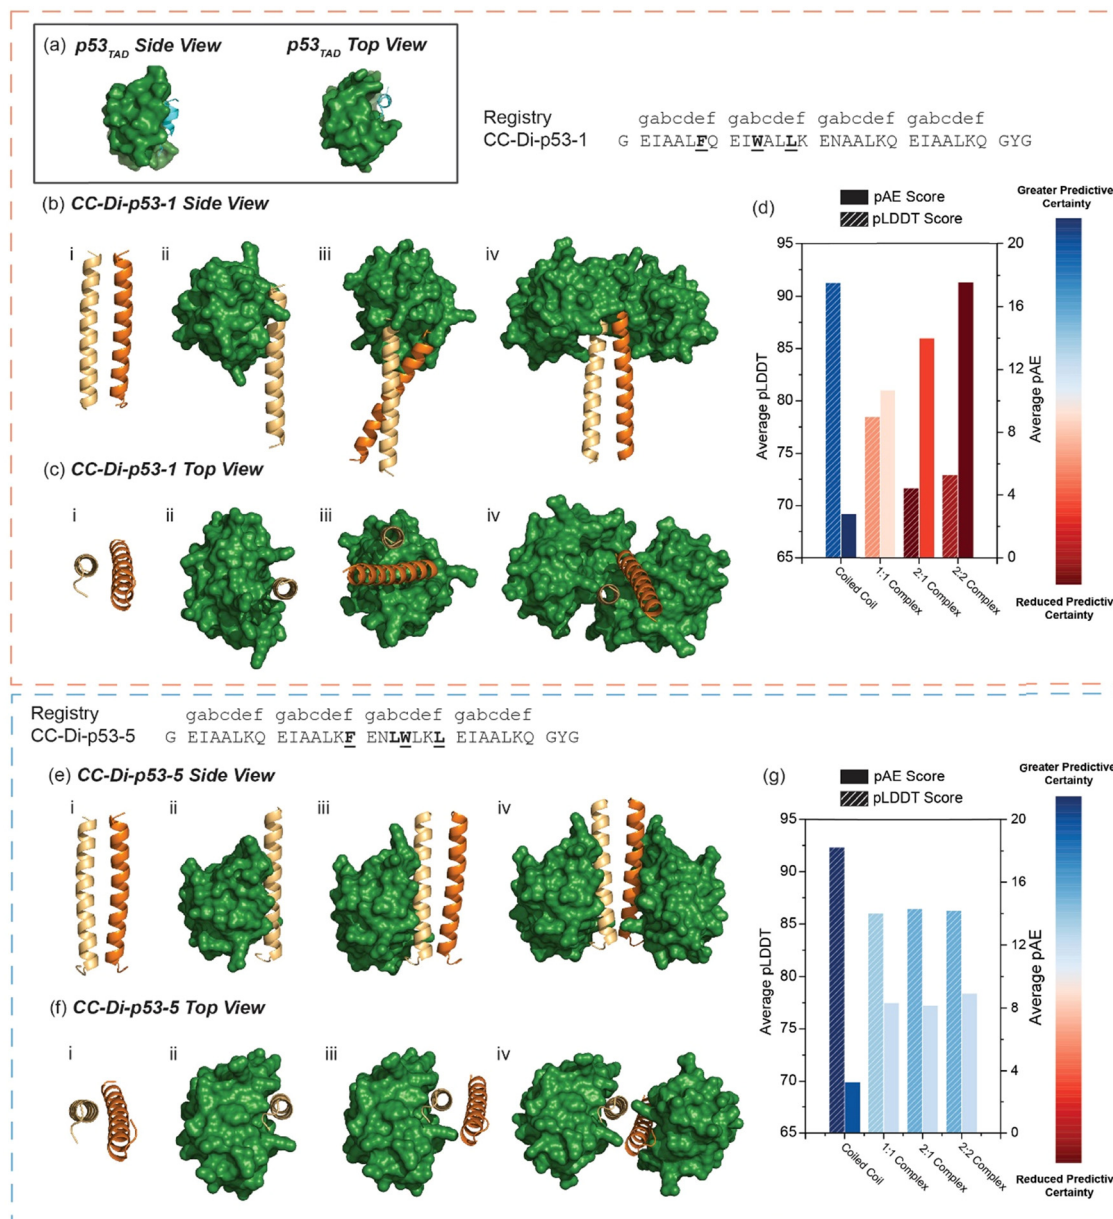 (a) p53TAD Side View p53TAD Top View
Registry gabcdef gabcdef gabcdef gabcdef
CC-Di-p53-1 G EIAALFQ EIWALLK ENAALKQ EIAALKQ GYG
(b) CC-Di-p53-1 Side View
i ii iii iv
(c) CC-Di-p53-1 Top View
i ii iii iv
(d)
pAE Score
pLDDT Score
Greater Predictive
Certainty
95
90
85
80
75
70
65
Average pLDDT
20
16
12
8
4
0
Average pAE
Coiled Coil
1:1 Complex
2:1 Complex
2:2 Complex
Reduced Predictive
Certainty
Registry gabcdef gabcdef gabcdef gabcdef
CC-Di-p53-5 G EIAALKQ EIAALKF ENLWLKL EIAALKQ GYG
(e) CC-Di-p53-5 Side View
i ii iii iv
(f) CC-Di-p53-5 Top View
i ii iii iv
(g)
pAE Score
pLDDT Score
Greater Predictive
Certainty
95
90
85
80
75
70
65
Average pLDDT
20
16
12
8
4
0
Average pAE
Coiled Coil
1:1 Complex
2:1 Complex
2:2 Complex
Reduced Predictive
Certainty